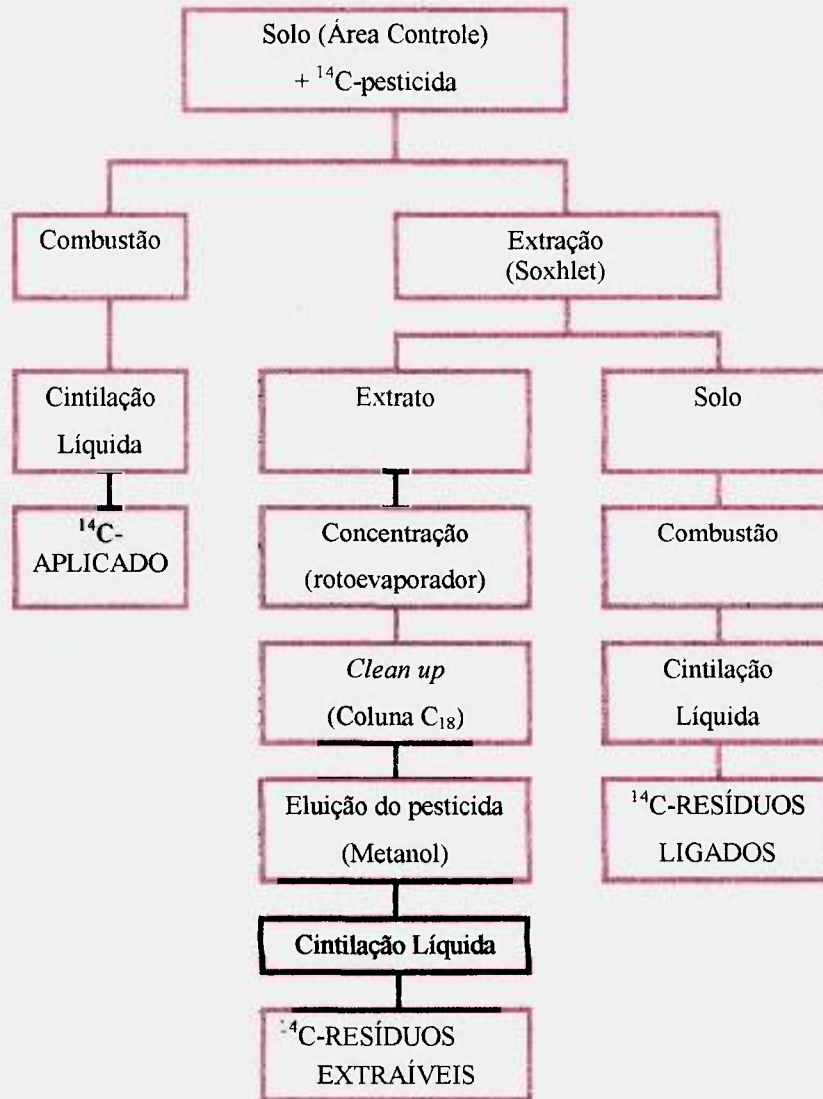 Solo (Área Controle)
+ ¹⁴C-pesticida
Combustão
Extração
(Soxhlet)
Cintilação
Líquida
Extrato
Solo
¹⁴C-
APLICADO
Concentração
(rotoevaporador)
Combustão
Clean up
(Coluna C₁₈)
Cintilação
Líquida
Eluição do pesticida
(Metanol)
¹⁴C-RESÍDUOS
LIGADOS
Cintilação Líquida
¹⁴C-RESÍDUOS
EXTRAÍVEIS